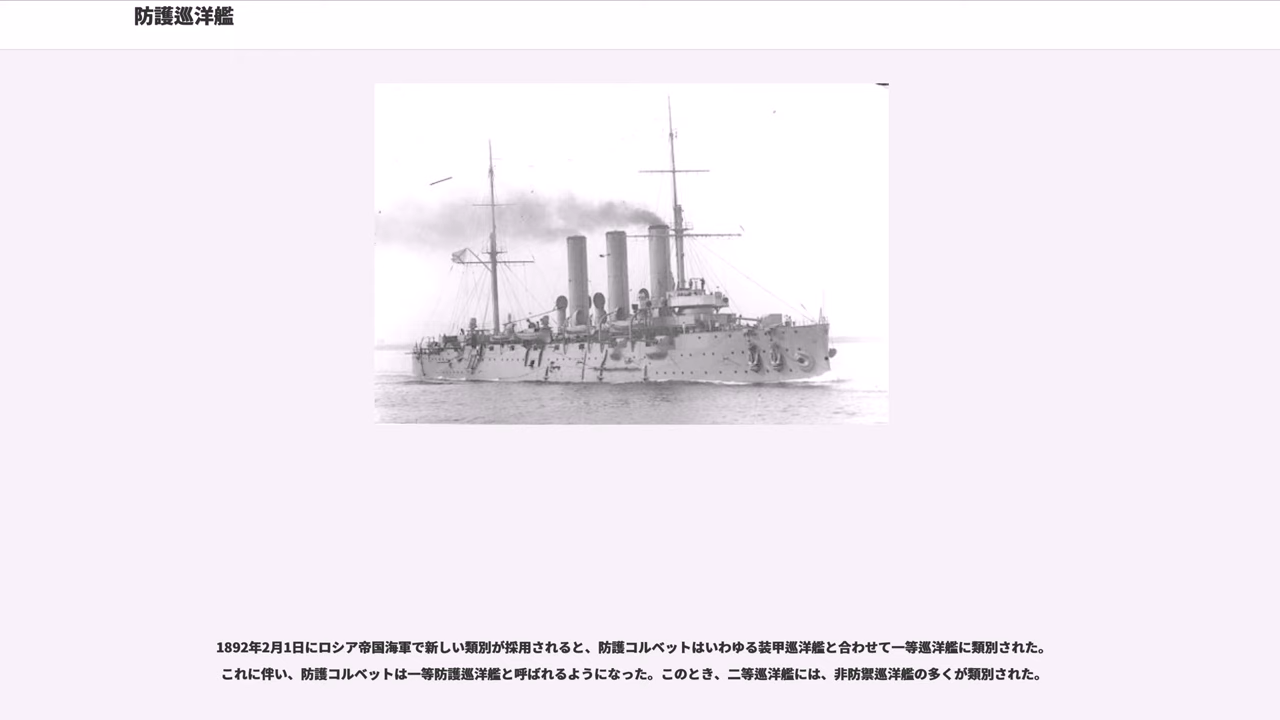 防護巡洋艦
1892年2月1日にロシア帝国海軍で新しい類別が採用されると、防護コルベットはいわゆる装甲巡洋艦と合わせて一等巡洋艦に類別された。
これに伴い、防護コルベットは一等防護巡洋艦と呼ばれるようになった。このとき、二等巡洋艦には、非防禦巡洋艦の多くが類別された。